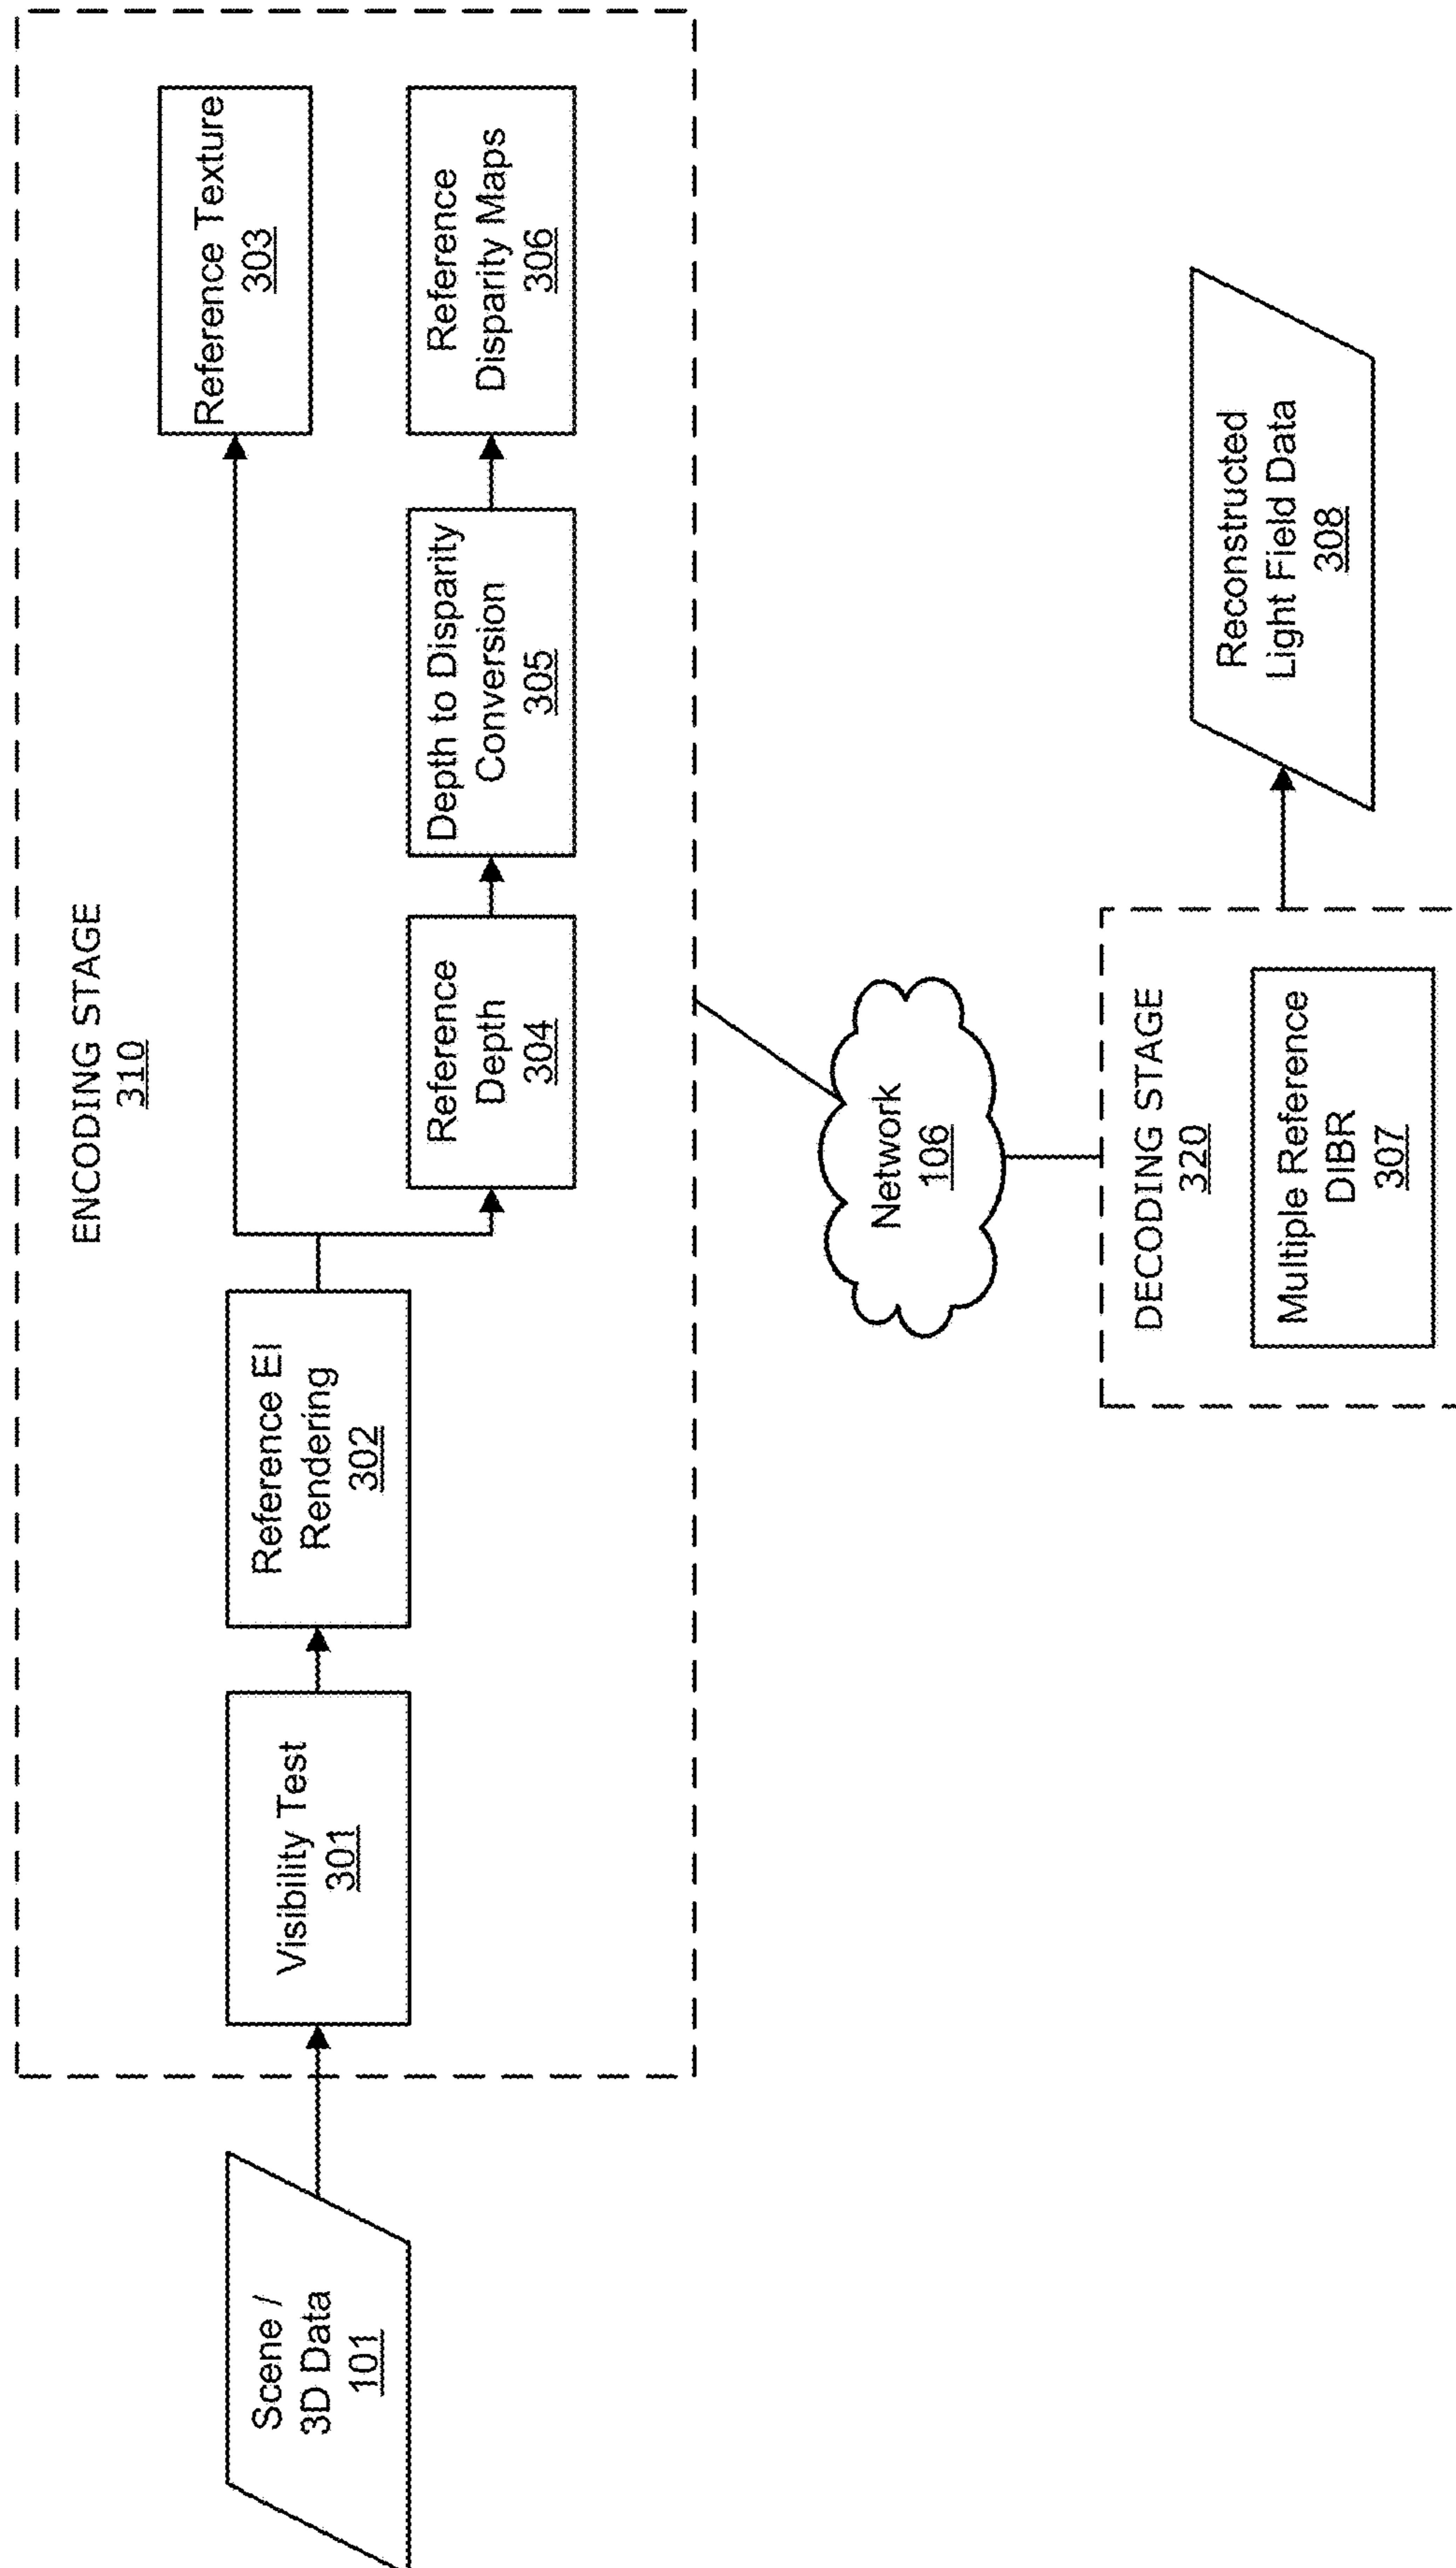 ENCODING STAGE
310
Scene /
3D Data
101
Visibility Test
301
Reference EI
Rendering
302
Reference Texture
303
Reference
Depth
304
Depth to Disparity
Conversion
305
Reference
Disparity Maps
306
Network
106
DECODING STAGE
320
Multiple Reference
DIBR
307
Reconstructed
Light Field Data
308